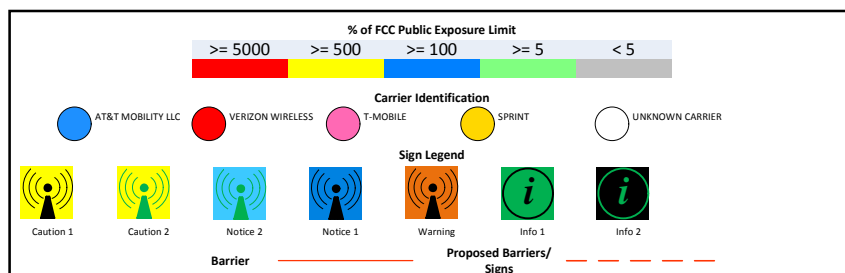 % of FCC Public Exposure Limit
>= 5000 >= 500 >= 100 >= 5 < 5
Carrier Identification
AT&T MOBILITY LLC VERIZON WIRELESS T-MOBILE SPRINT UNKNOWN CARRIER
Sign Legend
i i
Caution 1 Caution 2 Notice 2 Notice 1 Warning Info 1 Info 2
Barrier Proposed Barriers/
Signs